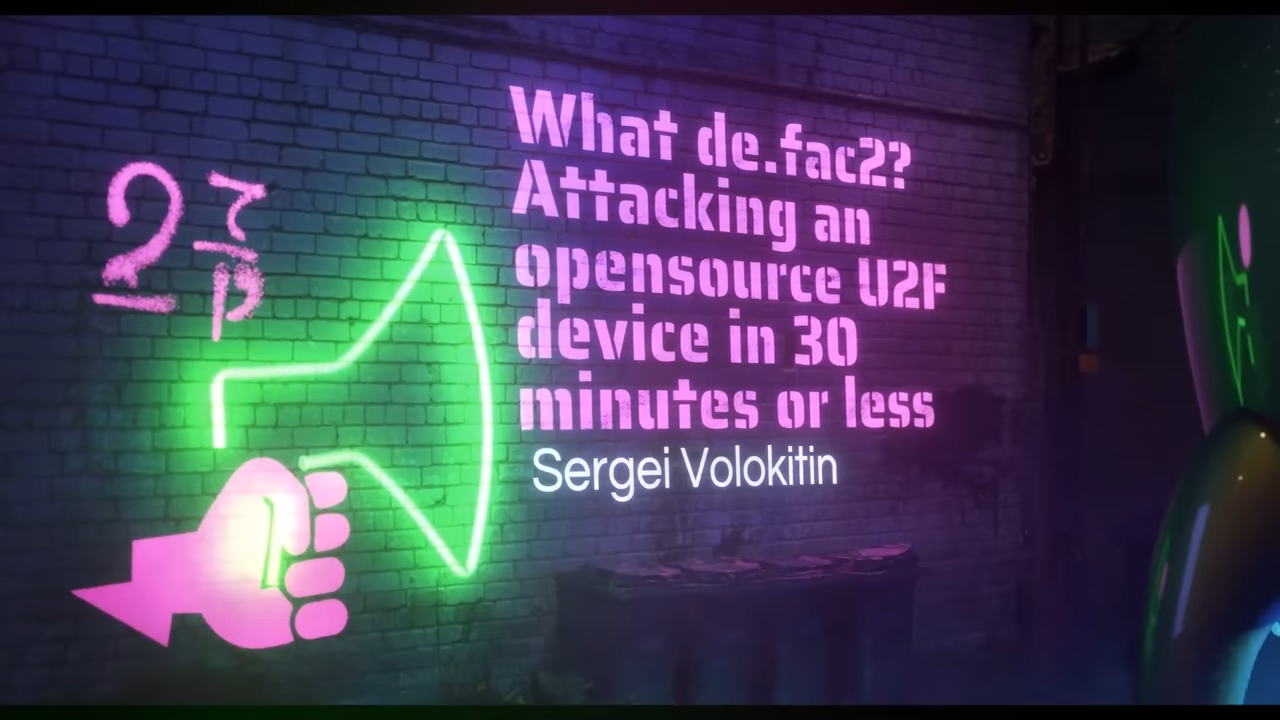 What de.fac2?
Attacking an
opensource U2F
device in 30
minutes or less
Sergei Volokitin